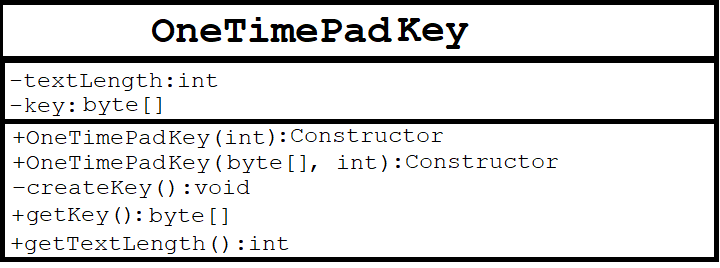 OneTimePadKey
-textLength:int
-key:byte[]
+OneTimePadKey(int):Constructor
+OneTimePadKey(byte[], int):Constructor
-createKey():void
+getKey():byte[]
+getTextLength():int